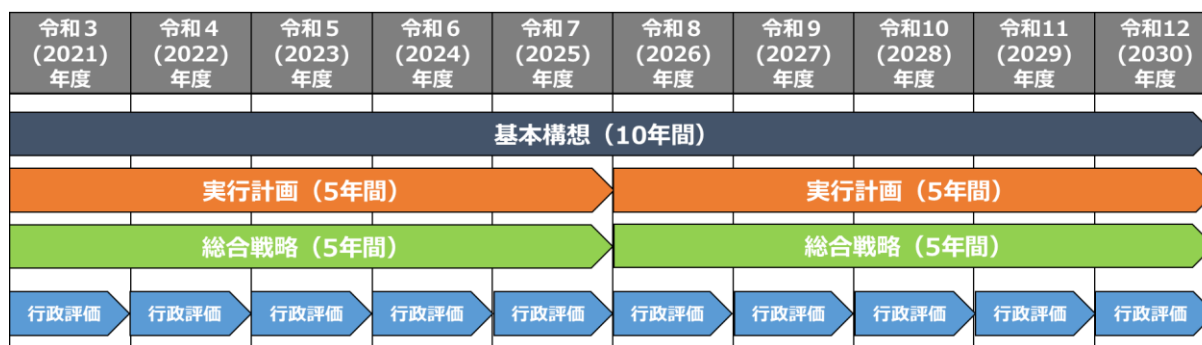 令和３
(2021)
年度
令和４
(2022)
年度
令和５
(2023)
年度
令和６
(2024)
年度
令和７
(2025)
年度
令和８
(2026)
年度
令和９
(2027)
年度
令和10
(2028)
年度
令和11
(2029)
年度
令和12
(2030)
年度
基本構想（10年間）
実行計画（5年間）
実行計画（5年間）
総合戦略（5年間）
総合戦略（5年間）
行政評価
行政評価
行政評価
行政評価
行政評価
行政評価
行政評価
行政評価
行政評価
行政評価